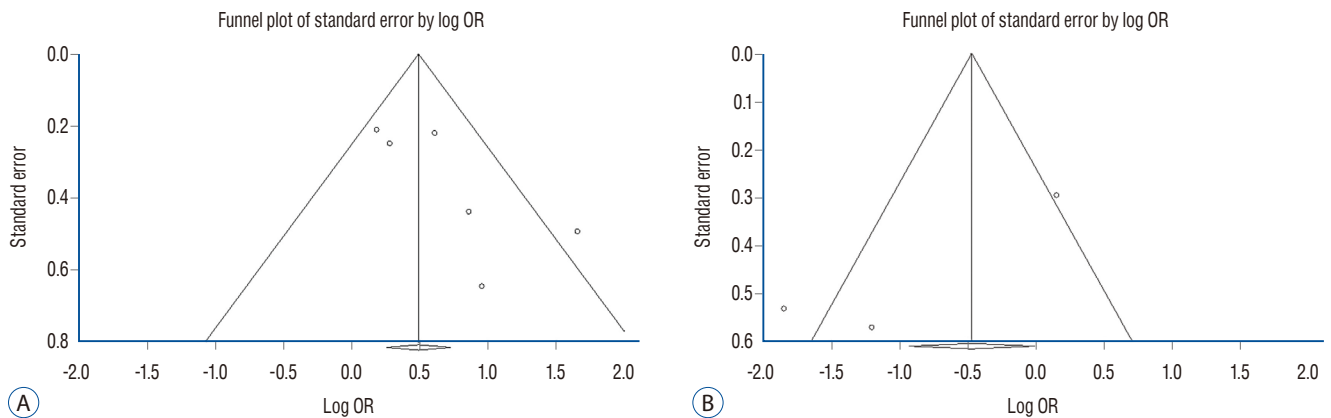 Funnel plot of standard error by log OR
0.0
0.2
0.4
0.6
0.8
Standard error
-2.0 -1.5 -1.0 -0.5 0.0 0.5 1.0 0.5 1.0 2.0
Log OR
A
Funnel plot of standard error by log OR
0.0
0.1
0.2
0.3
0.4
0.5
0.6
Standard error
-2.0 -1.5 -1.0 -0.5 0.0 0.5 1.0 1.5 2.0
Log OR
B